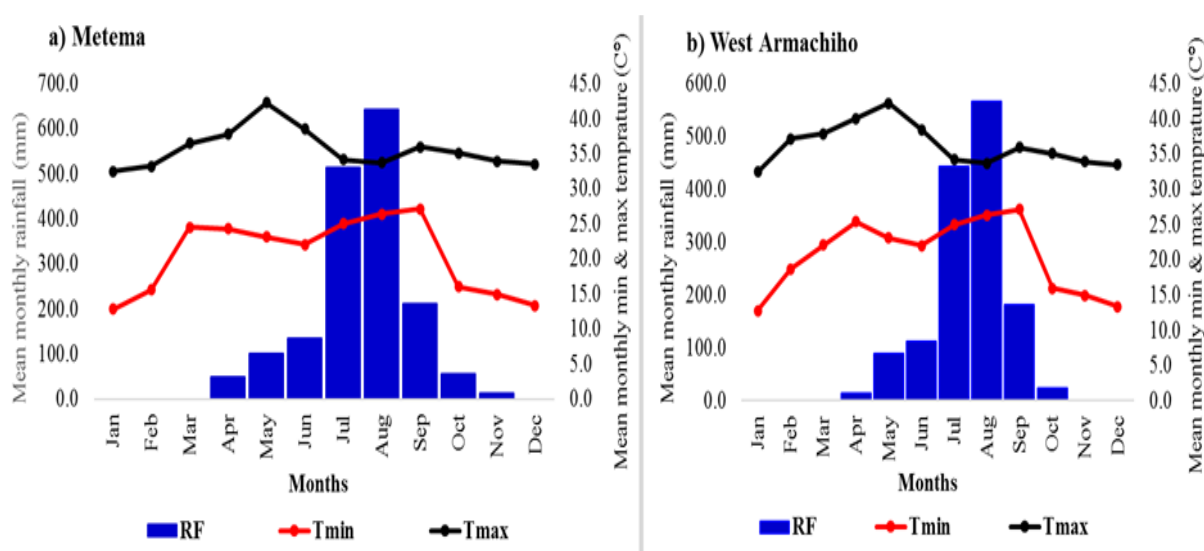 a) Metema
Mean monthly rainfall (mm)
700.0
600.0
500.0
400.0
300.0
200.0
100.0
0.0
45.0
40.0
35.0
30.0
25.0
20.0
15.0
10.0
5.0
0.0
Mean monthly min & max temprature (C°)
Jan Feb Mar Apr May Jun Jul Aug Sep Oct Nov Dec
Months
RF Tmin Tmax
b) West Armachiho
Mean monthly rainfall (mm)
600.0
500.0
400.0
300.0
200.0
100.0
0.0
45.0
40.0
35.0
30.0
25.0
20.0
15.0
10.0
5.0
0.0
Mean monthly min & max temprature (C°)
Jan Feb Mar Apr May Jun Jul Aug Sep Oct Nov Dec
Months
RF Tmin Tmax